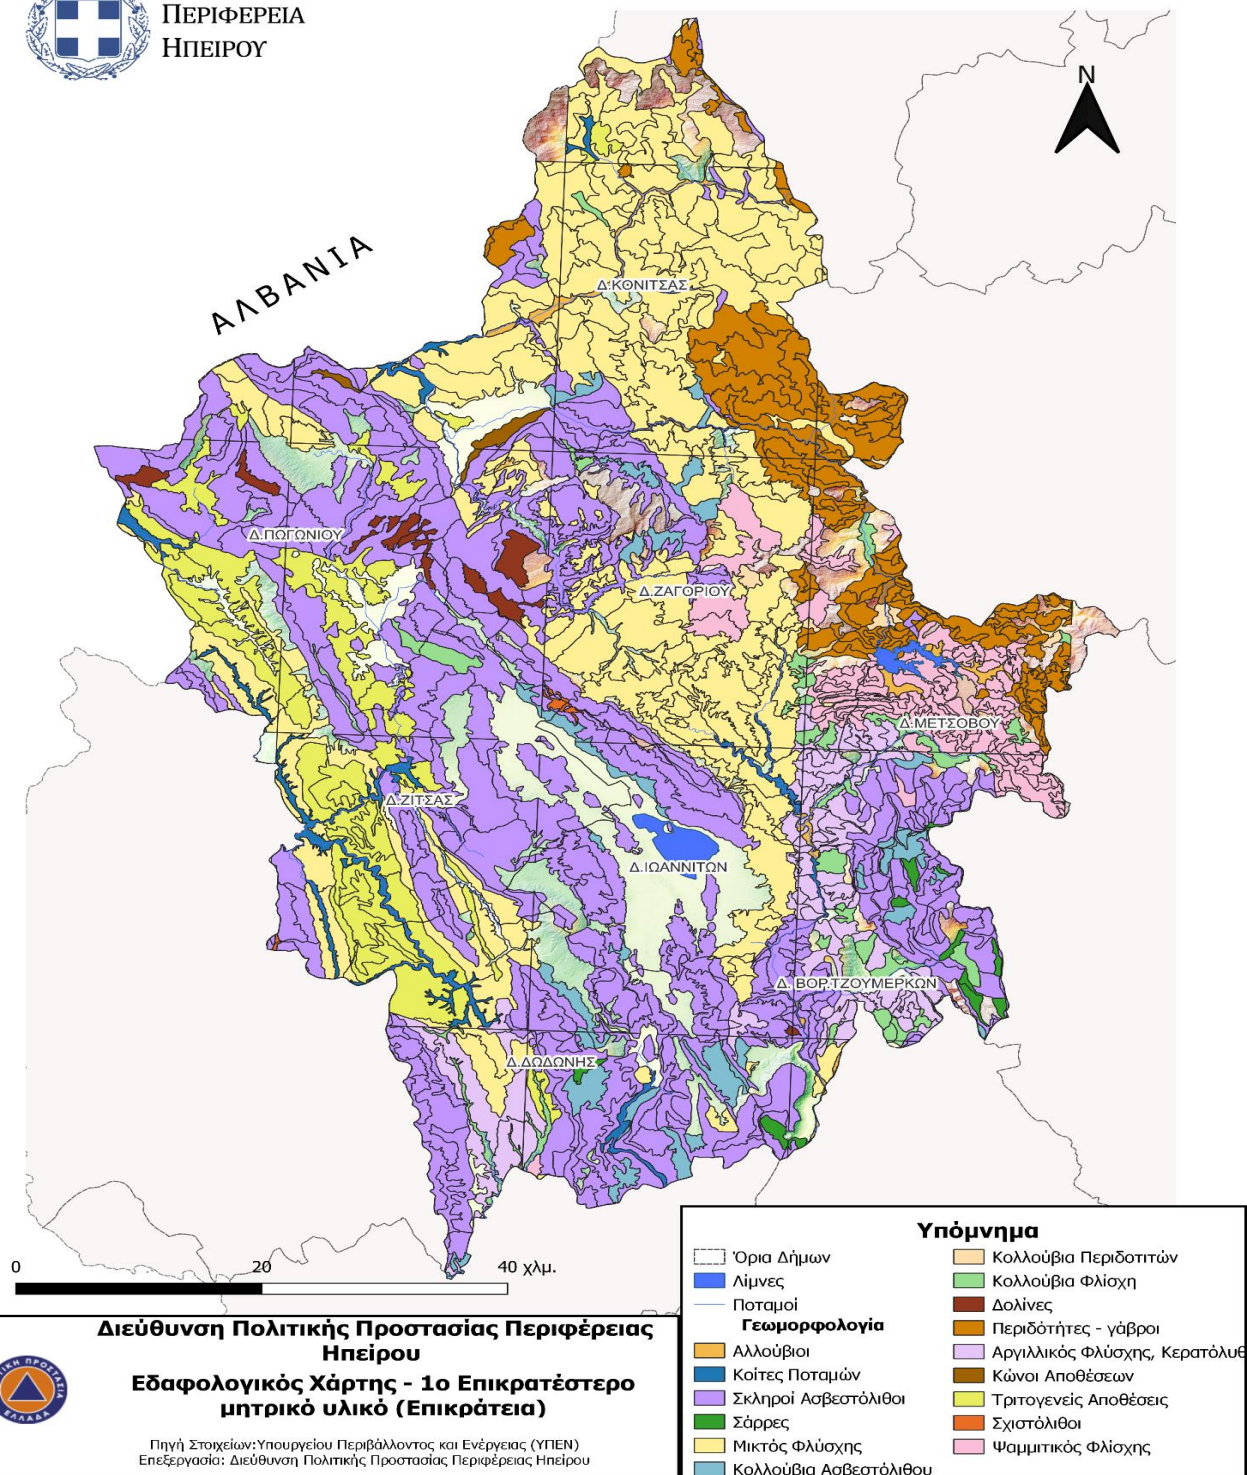 ΠΕΡΙΦΕΡΕΙΑ
ΗΠΕΙΡΟΥ
N
ΑΛΒΑΝΙΑ
Δ.ΚΟΝΙΤΣΑΣ
Δ.ΠΩΓΩΝΙΟΥ
Δ.ΖΑΓΟΡΙΟΥ
Δ.ΜΕΤΣΟΒΟΥ
Δ.ΖΙΤΣΑΣ
Δ.ΙΩΑΝΝΙΤΩΝ
Δ. ΒΟΡ.ΤΖΟΥΜΕΡΚΩΝ
Δ.ΔΩΔΩΝΗΣ
0 20 40 χλμ.
Διεύθυνση Πολιτικής Προστασίας Περιφέρειας
Ηπείρου
Εδαφολογικός Χάρτης - 1ο Επικρατέστερο
μητρικό υλικό (Επικράτεια)
Πηγή Στοιχείων:Υπουργείου Περιβάλλοντος και Ενέργειας (ΥΠΕΝ)
Επεξεργασία: Διεύθυνση Πολιτικής Προστασίας Περιφέρειας Ηπείρου
ΕΛΛΑΔΑ
Υπόμνημα
Όρια Δήμων
Λίμνες
Ποταμοί
Γεωμορφολογία
Αλλούβιοι
Κοίτες Ποταμών
Σκληροί Ασβεστόλιθοι
Σάρρες
Μικτός Φλύσχης
Κολλούβια Ασβεστόλιθου
Κολλούβια Περιδοτιτών
Κολλούβια Φλίσχη
Δολίνες
Περιδότήτες - γάβροι
Αργιλλικός Φλύσχης, Κερατόλυθ
Κώνοι Αποθέσεων
Τριτογενείς Αποθέσεις
Σχιστόλιθοι
Ψαμμιτικός Φλίσχης